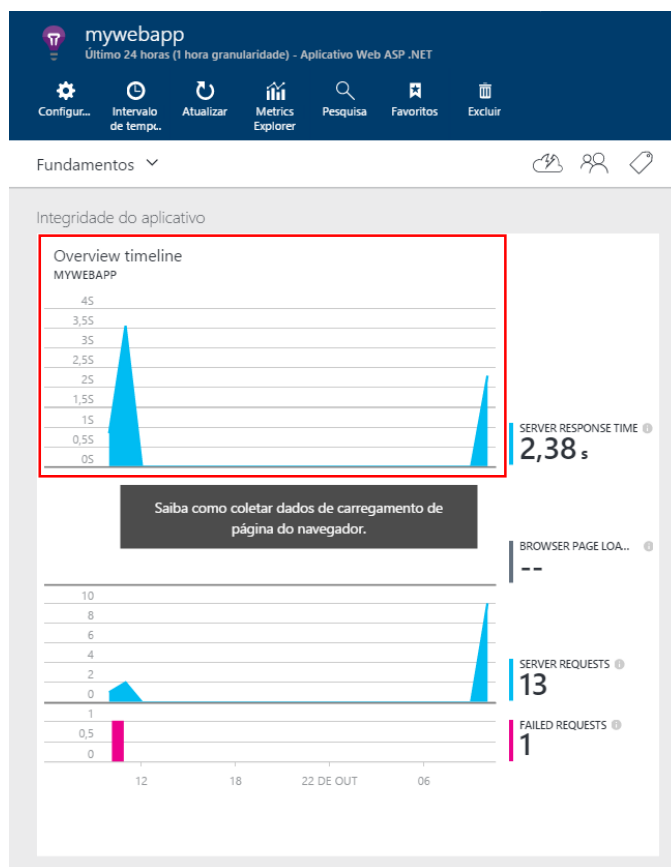 mywebapp
Último 24 horas (1 hora granularidade) - Aplicativo Web ASP .NET
Configur... Intervalo de tempo.. Atualizar Metrics Explorer Pesquisa Favoritos Excluir
Fundamentos
Integridade do aplicativo
Overview timeline
MYWEBAPP
4S
3,5S
3S
2,5S
2S
1,5S
1S
0,5S
0S
SERVER RESPONSE TIME
2,38 s
Saiba como coletar dados de carregamento de
página do navegador.
BROWSER PAGE LOA...
--
10
8
6
4
2
0
SERVER REQUESTS
13
1
0,5
0
FAILED REQUESTS
1
12 18 22 DE OUT 06